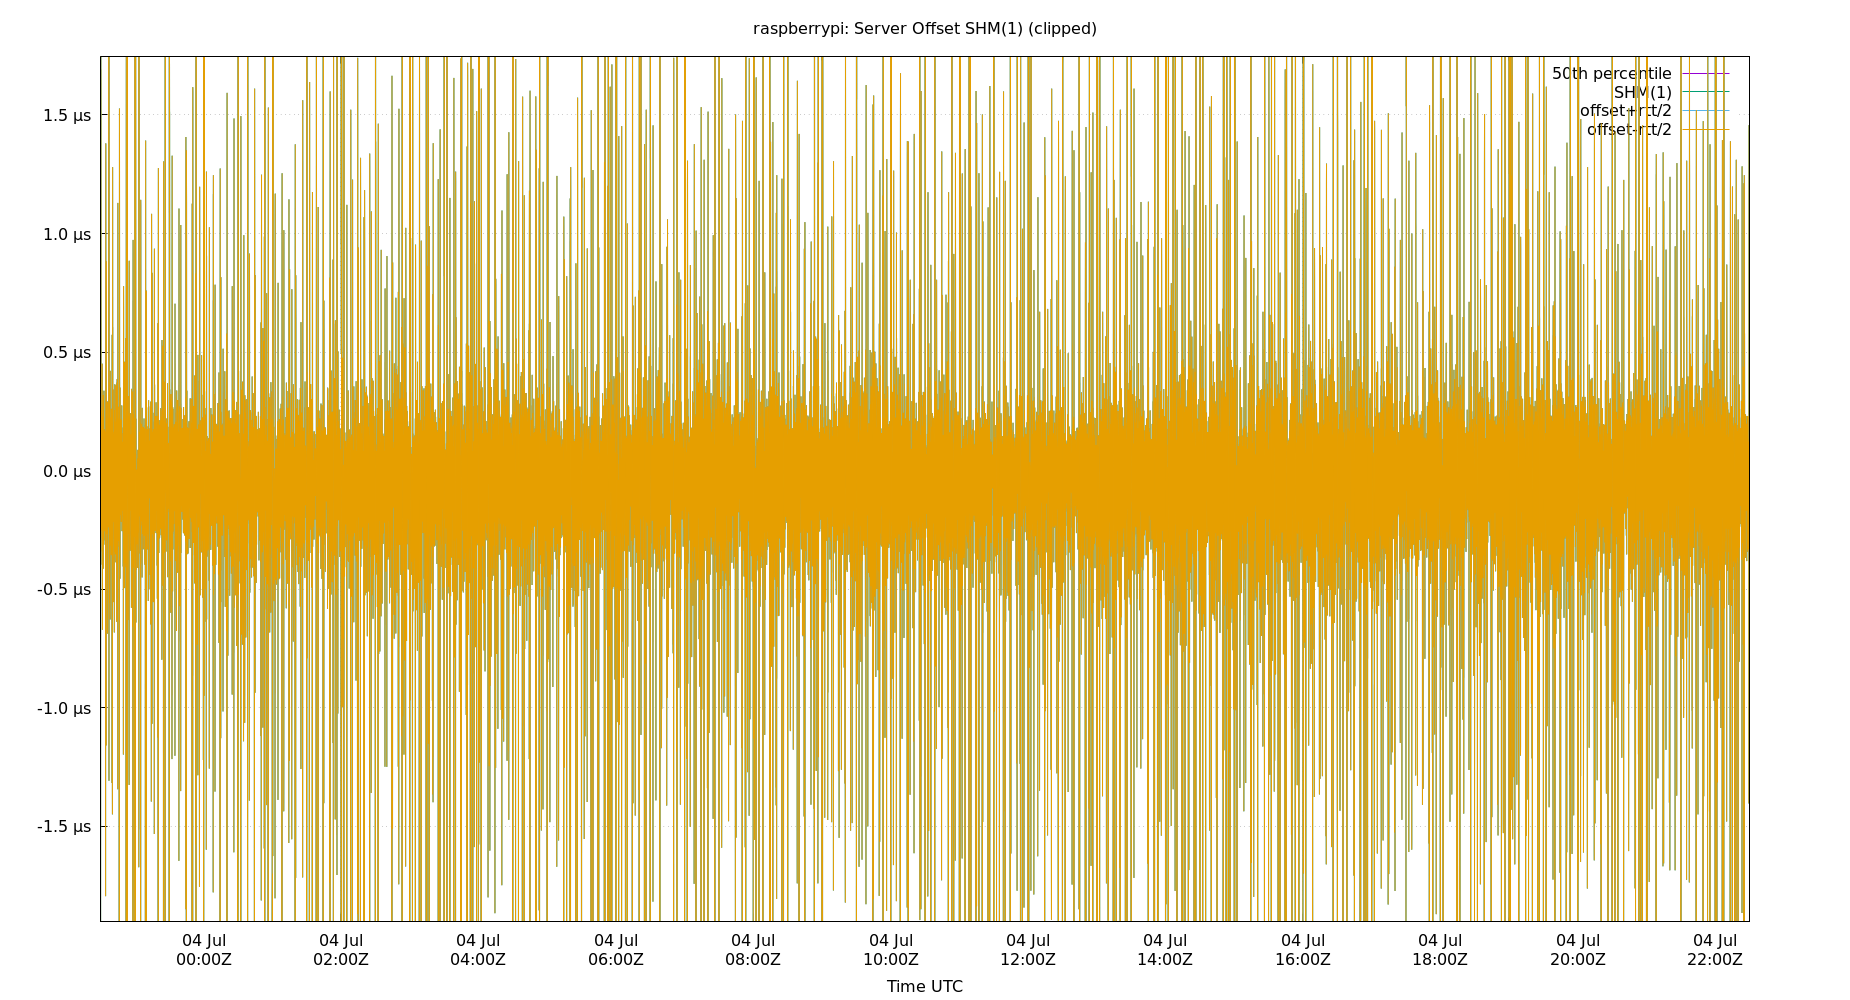 raspberrypi: Server Offset SHM(1) (clipped)
50th percentile
SHM(1)
offset+rtt/2
offset-rtt/2
1.5 µs
1.0 µs
0.5 µs
0.0 µs
-0.5 µs
-1.0 µs
-1.5 µs
04 Jul 04 Jul 04 Jul 04 Jul 04 Jul 04 Jul 04 Jul 04 Jul 04 Jul 04 Jul 04 Jul 04 Jul
00:00Z 02:00Z 04:00Z 06:00Z 08:00Z 10:00Z 12:00Z 14:00Z 16:00Z 18:00Z 20:00Z 22:00Z
Time UTC